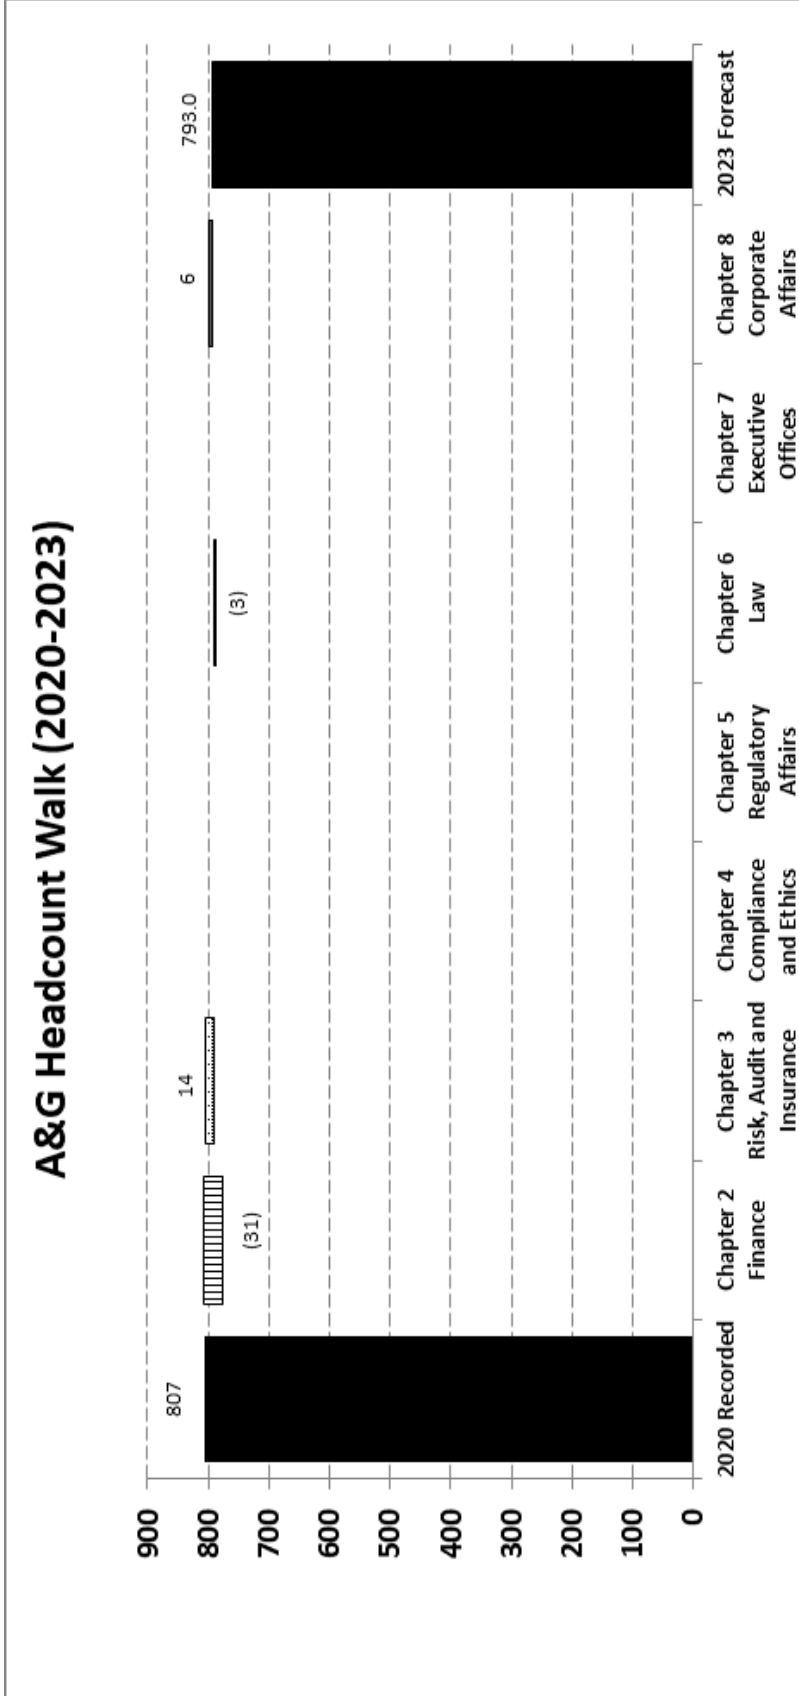 A&G Headcount Walk (2020-2023)
900
800
700
600
500
400
300
200
100
0
807
(31)
14
(3)
6
793.0
2020 Recorded
Chapter 2
Finance
Chapter 3
Risk, Audit and
Insurance
Chapter 4
Compliance
and Ethics
Chapter 5
Regulatory
Affairs
Chapter 6
Law
Chapter 7
Executive
Offices
Chapter 8
Corporate
Affairs
2023 Forecast